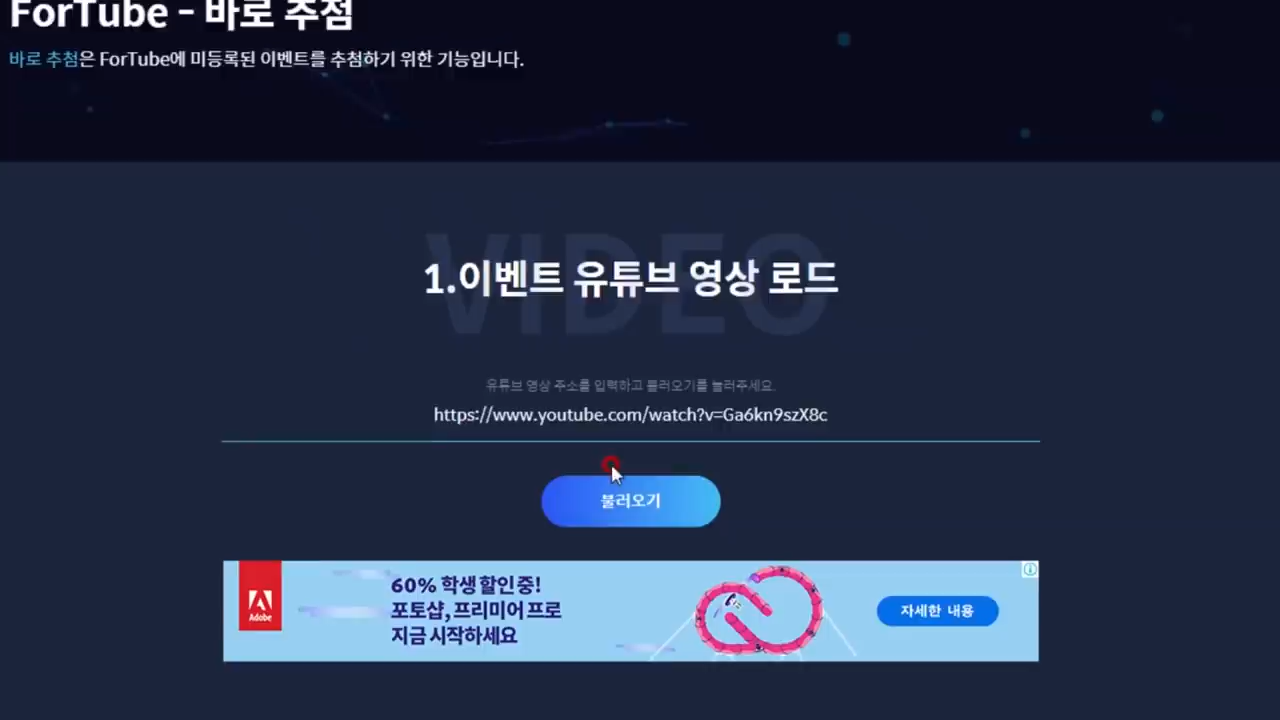 ForTube - 바로 추첨
바로 추첨은 ForTube에 미등록된 이벤트를 추첨하기 위한 기능입니다.
VIDEO
1.이벤트 유튜브 영상 로드
유튜브 영상 주소를 입력하고 불러오기를 눌러주세요.
https://www.youtube.com/watch?v=Ga6kn9szX8c
불러오기
Adobe
60% 학생 할인 중!
포토샵, 프리미어 프로
지금 시작하세요
자세한 내용